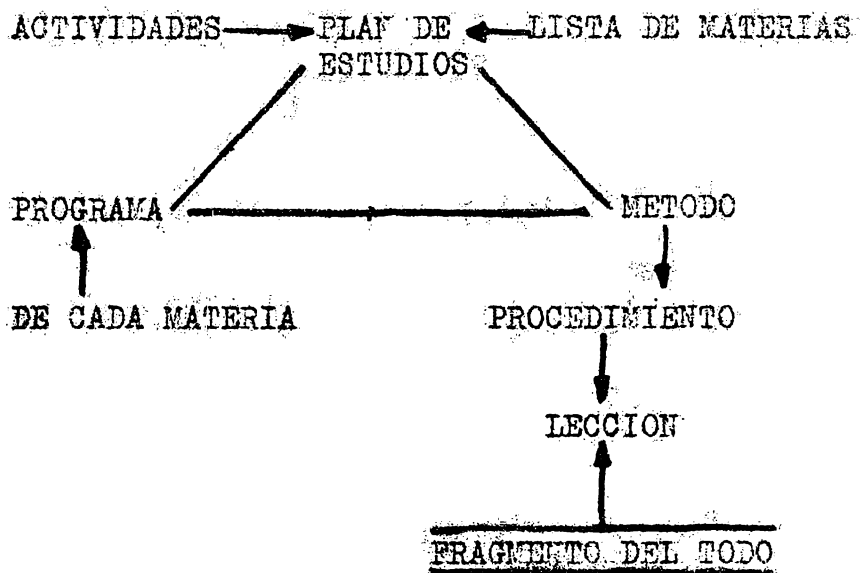 ACTIVIDADES PLAN DE LISTA DE MATERIAS
ESTUDIOS
PROGRAMA METODO
DE CADA MATERIA PROCEDIMIENTO
LECCION
FRAGMENTO DEL TODO